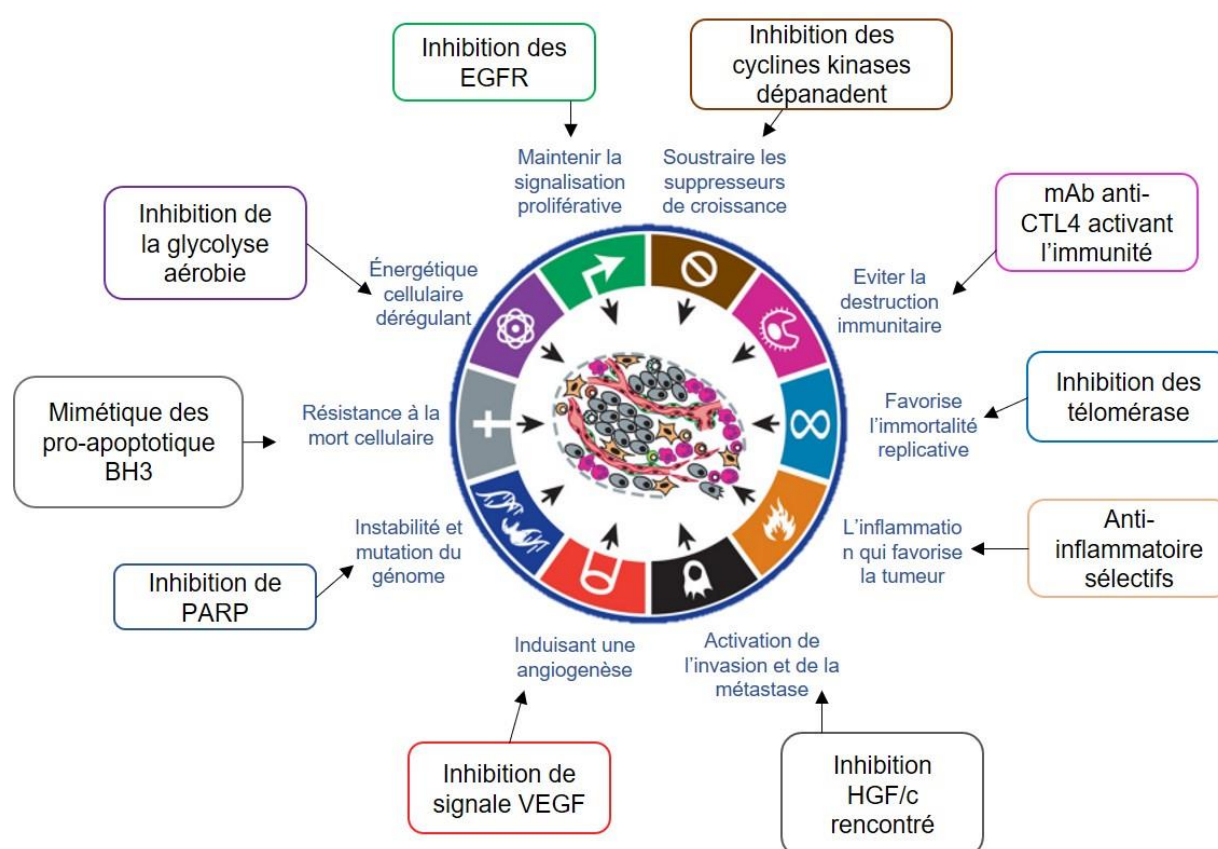 Inhibition des
EGFR
Inhibition des
cyclines kinases
dépanadent
Maintenir la
signalisation
proliférative
Soustraire les
suppresseurs
de croissance
Inhibition de
la glycolyse
aérobie
mAb anti-
CTL4 activant
l'immunité
Énergétique
cellulaire
dérégulant
Eviter la
destruction
immunitaire
Mimétique des
pro-apoptotique
BH3
Résistance à la
mort cellulaire
Favorise
l'immortalité
replicative
Inhibition des
télomérase
Instabilité et
mutation du
génome
Inhibition de
PARP
L'inflammatio
n qui favorise
la tumeur
Anti-
inflammatoire
sélectifs
Induisant une
angiogenèse
Activation de
l'invasion et de la
métastase
Inhibition de
signale VEGF
Inhibition
HGF/c
rencontré